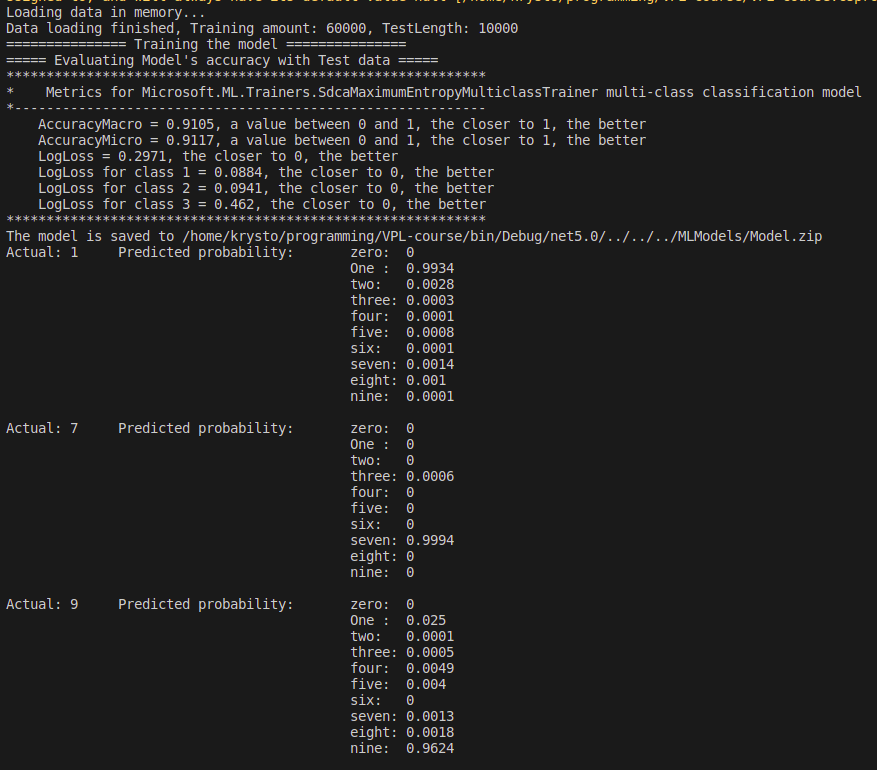 Loading data in memory...
Data loading finished, Training amount: 60000, TestLength: 10000
=============== Training the model ===============
===== Evaluating Model's accuracy with Test data =====
************************************************************
*    Metrics for Microsoft.ML.Trainers.SdcaMaximumEntropyMulticlassTrainer multi-class classification model
*-----------------------------------------------------------
    AccuracyMacro = 0.9105, a value between 0 and 1, the closer to 1, the better
    AccuracyMicro = 0.9117, a value between 0 and 1, the closer to 1, the better
    LogLoss = 0.2971, the closer to 0, the better
    LogLoss for class 1 = 0.0884, the closer to 0, the better
    LogLoss for class 2 = 0.0941, the closer to 0, the better
    LogLoss for class 3 = 0.462, the closer to 0, the better
************************************************************
The model is saved to /home/krysto/programming/VPL-course/bin/Debug/net5.0/../../../MLModels/Model.zip
Actual: 1     Predicted probability:       zero:  0
                                           One :  0.9934
                                           two:   0.0028
                                           three: 0.0003
                                           four:  0.0001
                                           five:  0.0008
                                           six:   0.0001
                                           seven: 0.0014
                                           eight: 0.001
                                           nine:  0.0001

Actual: 7     Predicted probability:       zero:  0
                                           One :  0
                                           two:   0
                                           three: 0.0006
                                           four:  0
                                           five:  0
                                           six:   0
                                           seven: 0.9994
                                           eight: 0
                                           nine:  0

Actual: 9     Predicted probability:       zero:  0
                                           One :  0.025
                                           two:   0.0001
                                           three: 0.0005
                                           four:  0.0049
                                           five:  0.004
                                           six:   0
                                           seven: 0.0013
                                           eight: 0.0018
                                           nine:  0.9624